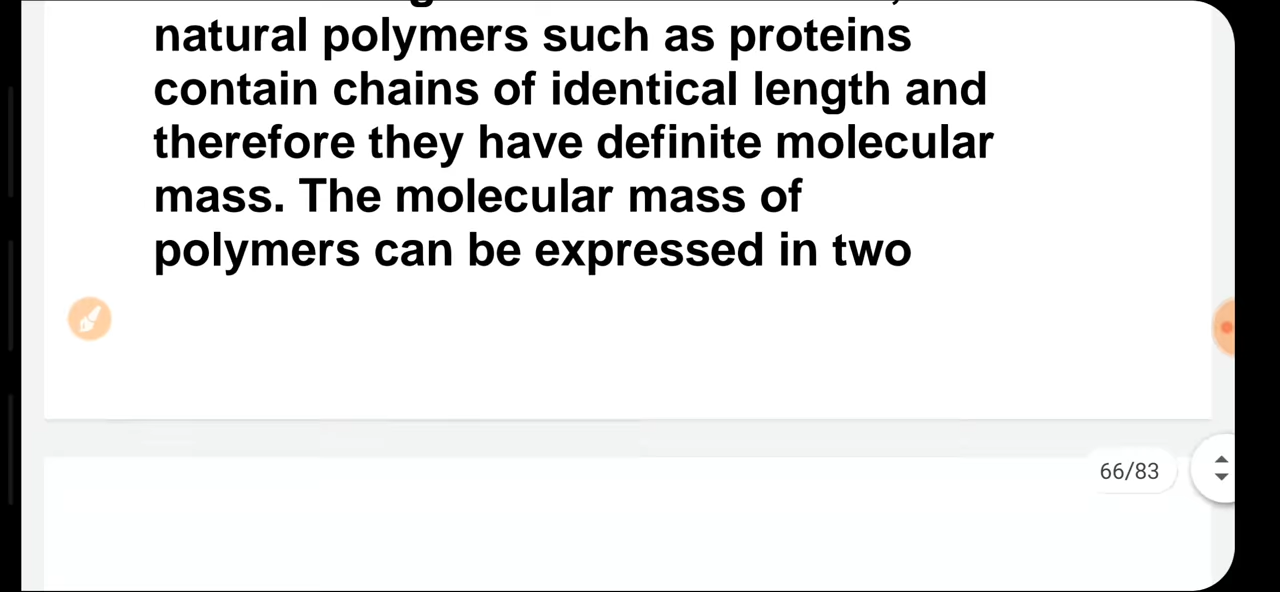 natural polymers such as proteins
contain chains of identical length and
therefore they have definite molecular
mass. The molecular mass of
polymers can be expressed in two
66/83